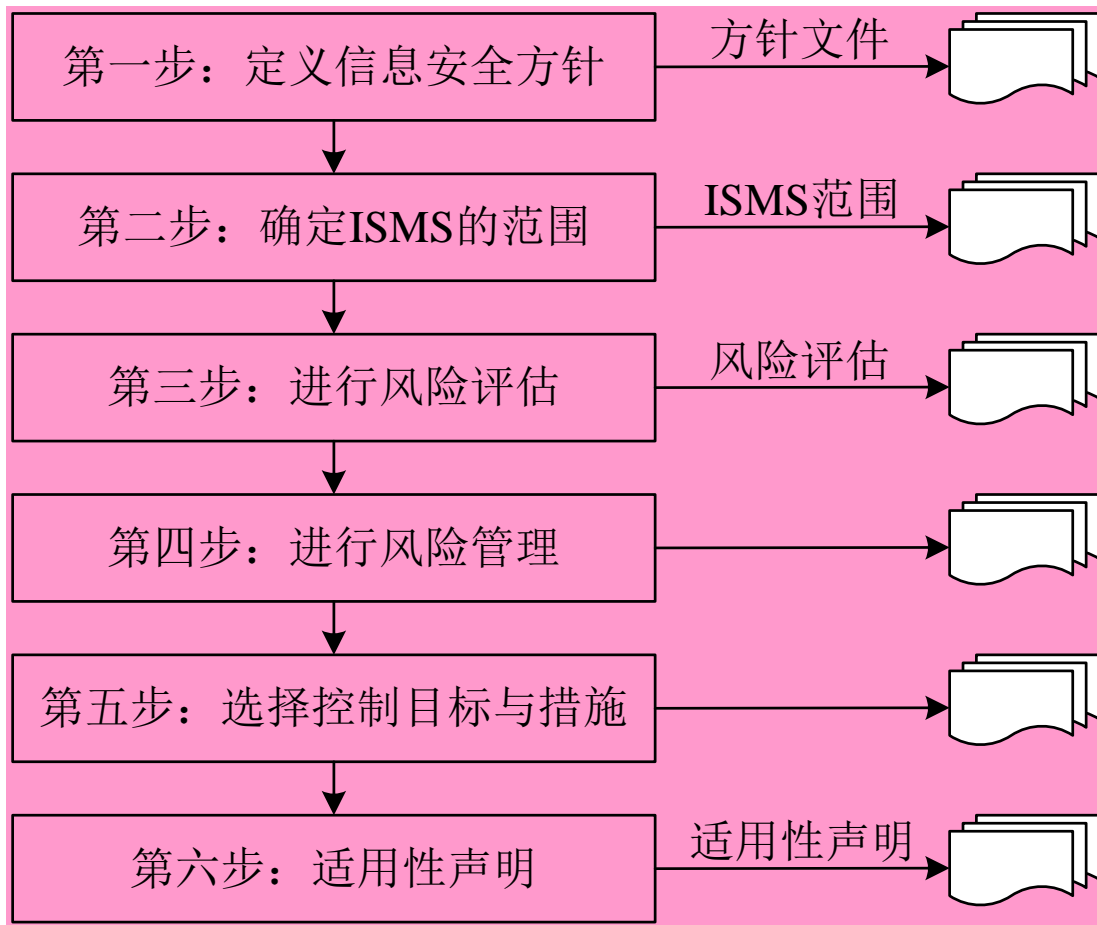 第一步：定义信息安全方针
方针文件
第二步：确定ISMS的范围
ISMS范围
第三步：进行风险评估
风险评估
第四步：进行风险管理
第五步：选择控制目标与措施
第六步：适用性声明
适用性声明